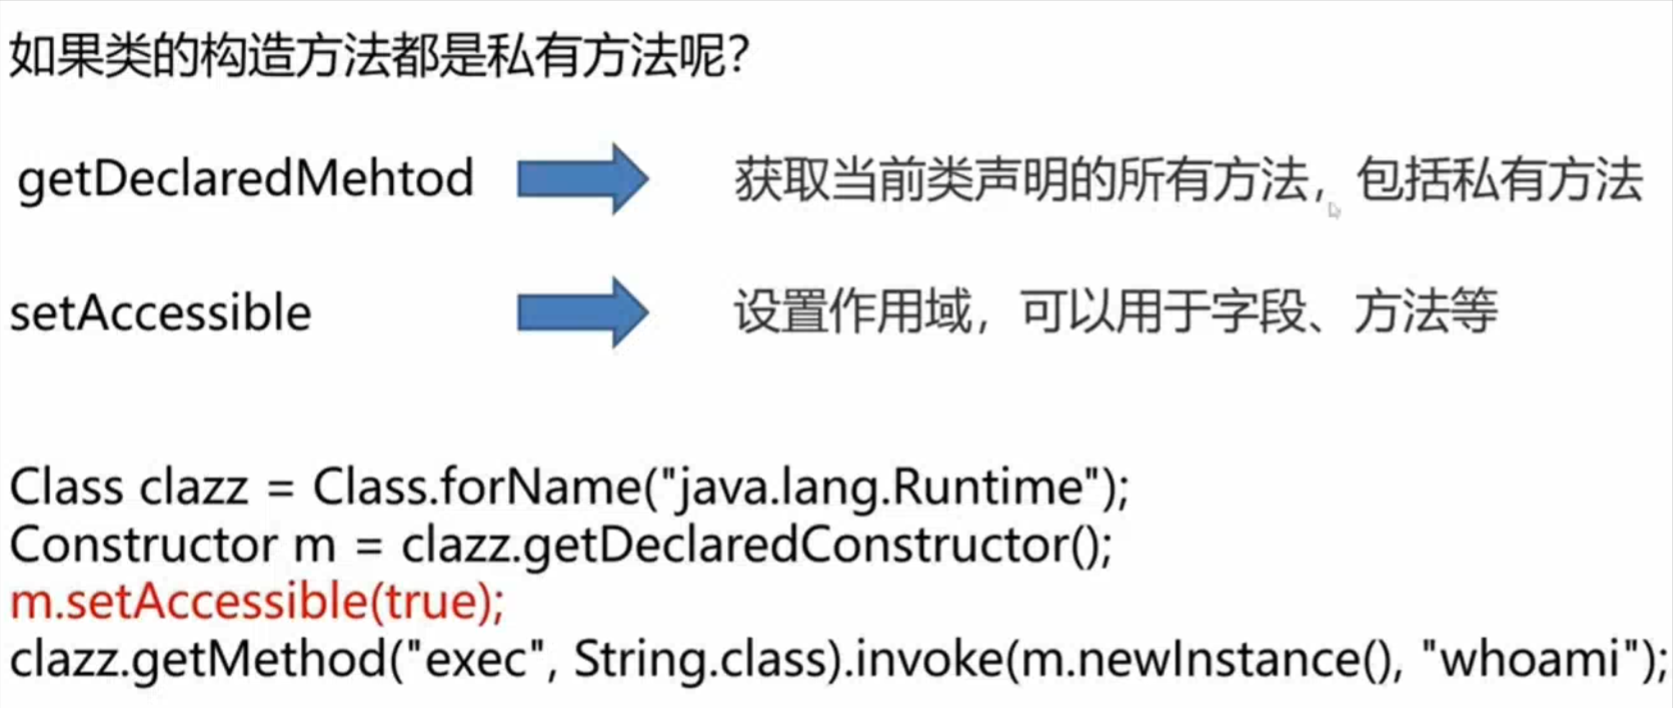 如果类的构造方法都是私有方法呢？
getDeclaredMehtod 获取当前类声明的所有方法，包括私有方法
setAccessible 设置作用域，可以用于字段、方法等
Class clazz = Class.forName("java.lang.Runtime");
Constructor m = clazz.getDeclaredConstructor();
m.setAccessible(true);
clazz.getMethod("exec", String.class).invoke(m.newInstance(), "whoami");